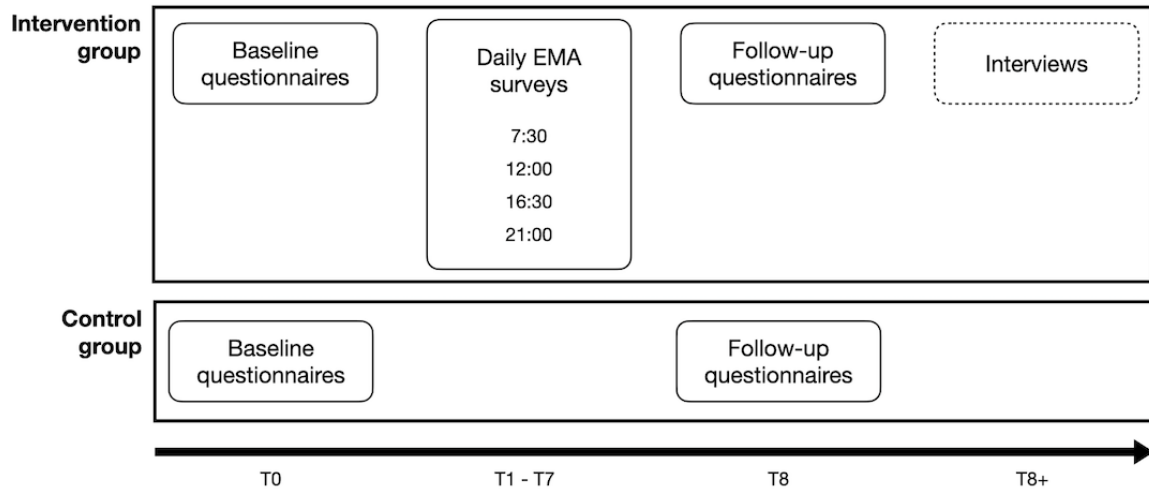 Intervention
group
Baseline
questionnaires
Daily EMA
surveys
7:30
12:00
16:30
21:00
Follow-up
questionnaires
Interviews
Control
group
Baseline
questionnaires
Follow-up
questionnaires
T0
T1 - T7
T8
T8+